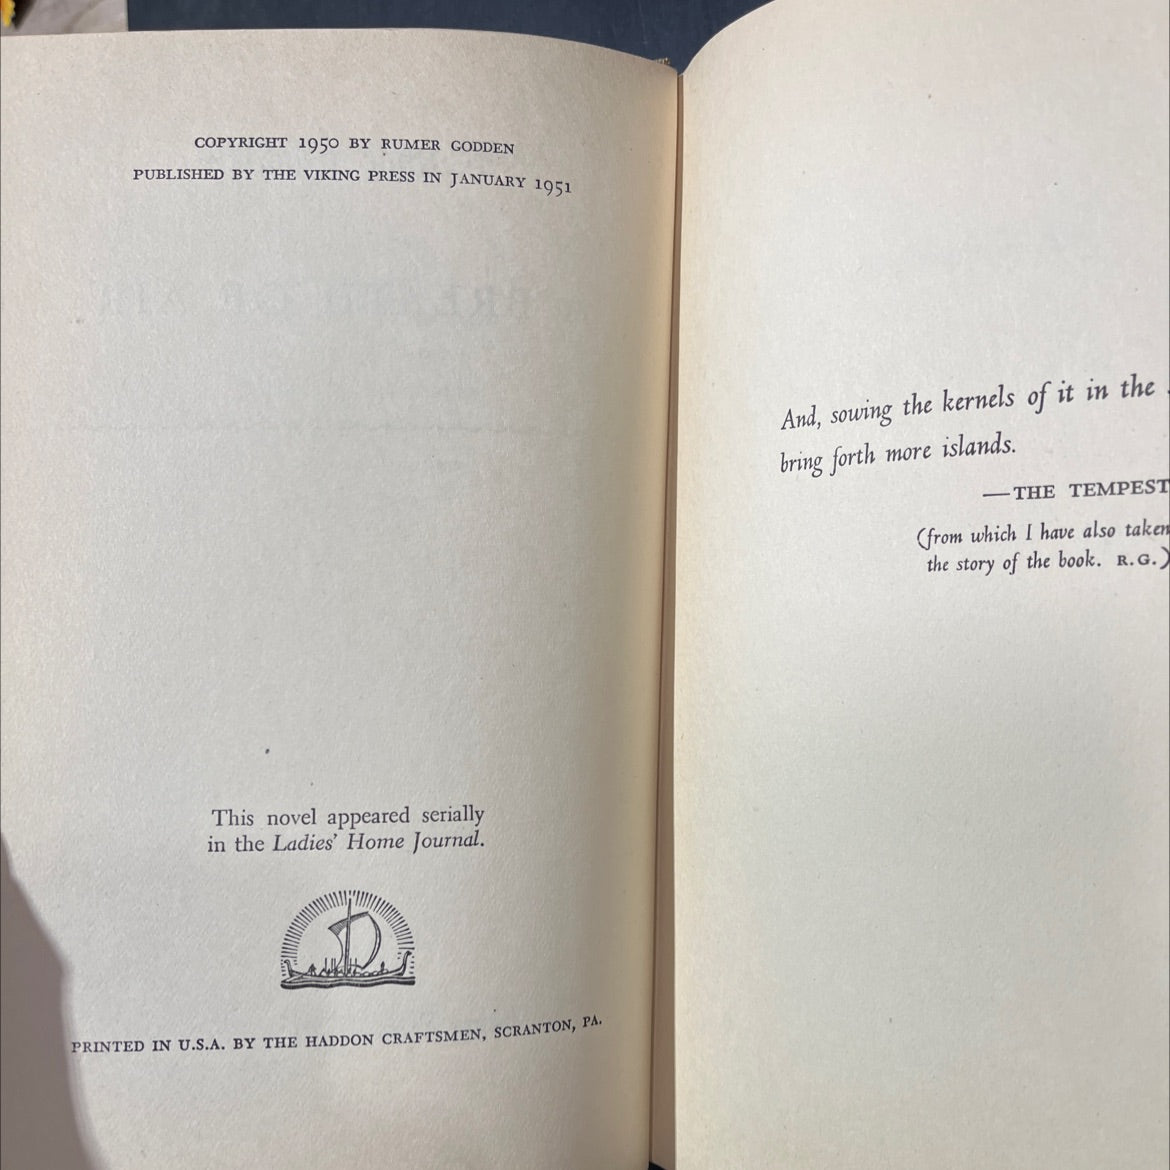 COPYRIGHT 1950 BY RUMER GODDEN
PUBLISHED BY THE VIKING PRESS IN JANUARY 1951
This novel appeared serially
in the Ladies' Home Journal.
PRINTED IN U.S.A. BY THE HADDON CRAFTSMEN, SCRANTON, PA.
And, sowing the kernels of it in the
bring forth more islands.
—THE TEMPEST
(from which I have also taken
the story of the book. R.G.)